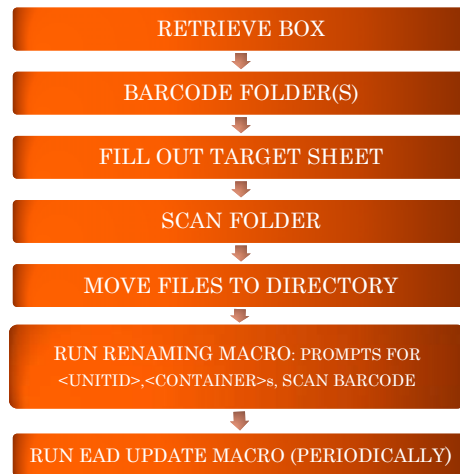 RETRIEVE BOX
BARCODE FOLDER(S)
FILL OUT TARGET SHEET
SCAN FOLDER
MOVE FILES TO DIRECTORY
RUN RENAMING MACRO: PROMPTS FOR
<UNITID>,<CONTAINER>s, SCAN BARCODE
RUN EAD UPDATE MACRO (PERIODICALLY)